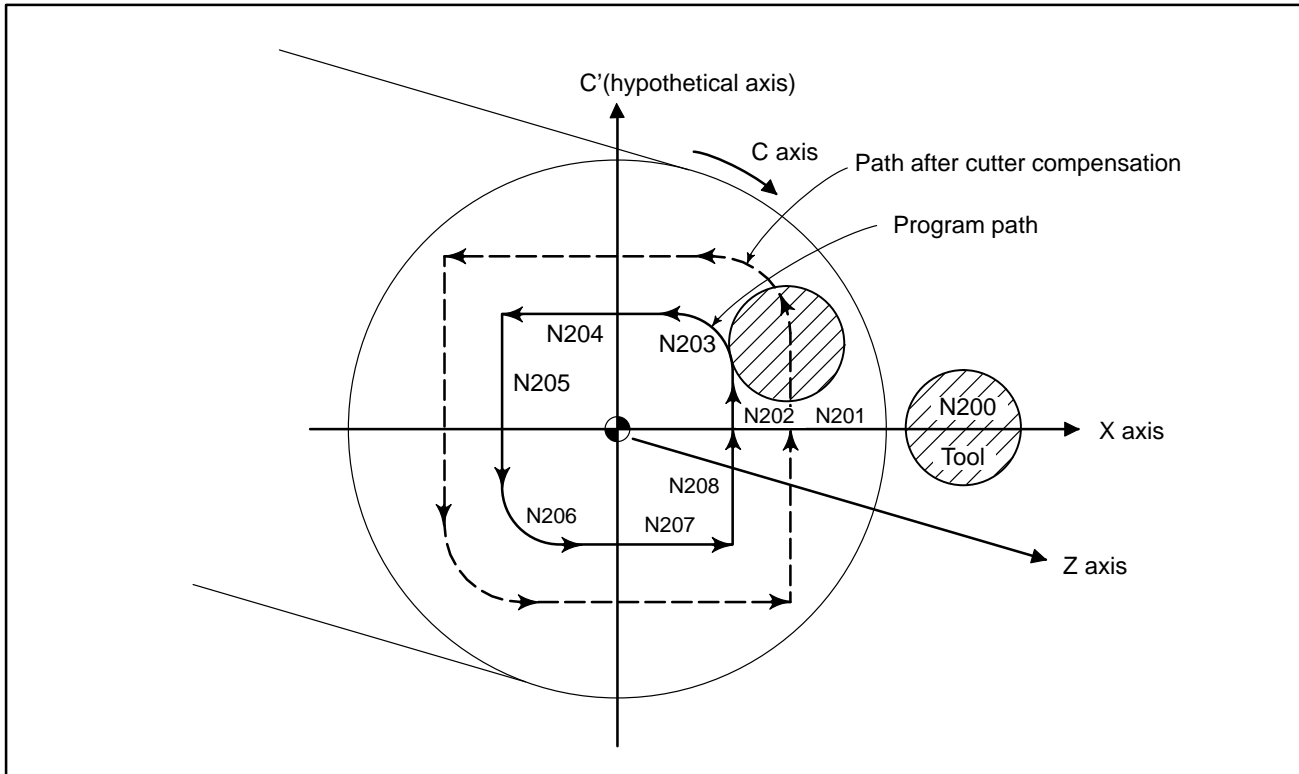 C'(hypothetical axis)
C axis
Path after cutter compensation
Program path
N204
N203
N205
N202
N201
N200
Tool
X axis
N208
N206
N207
Z axis